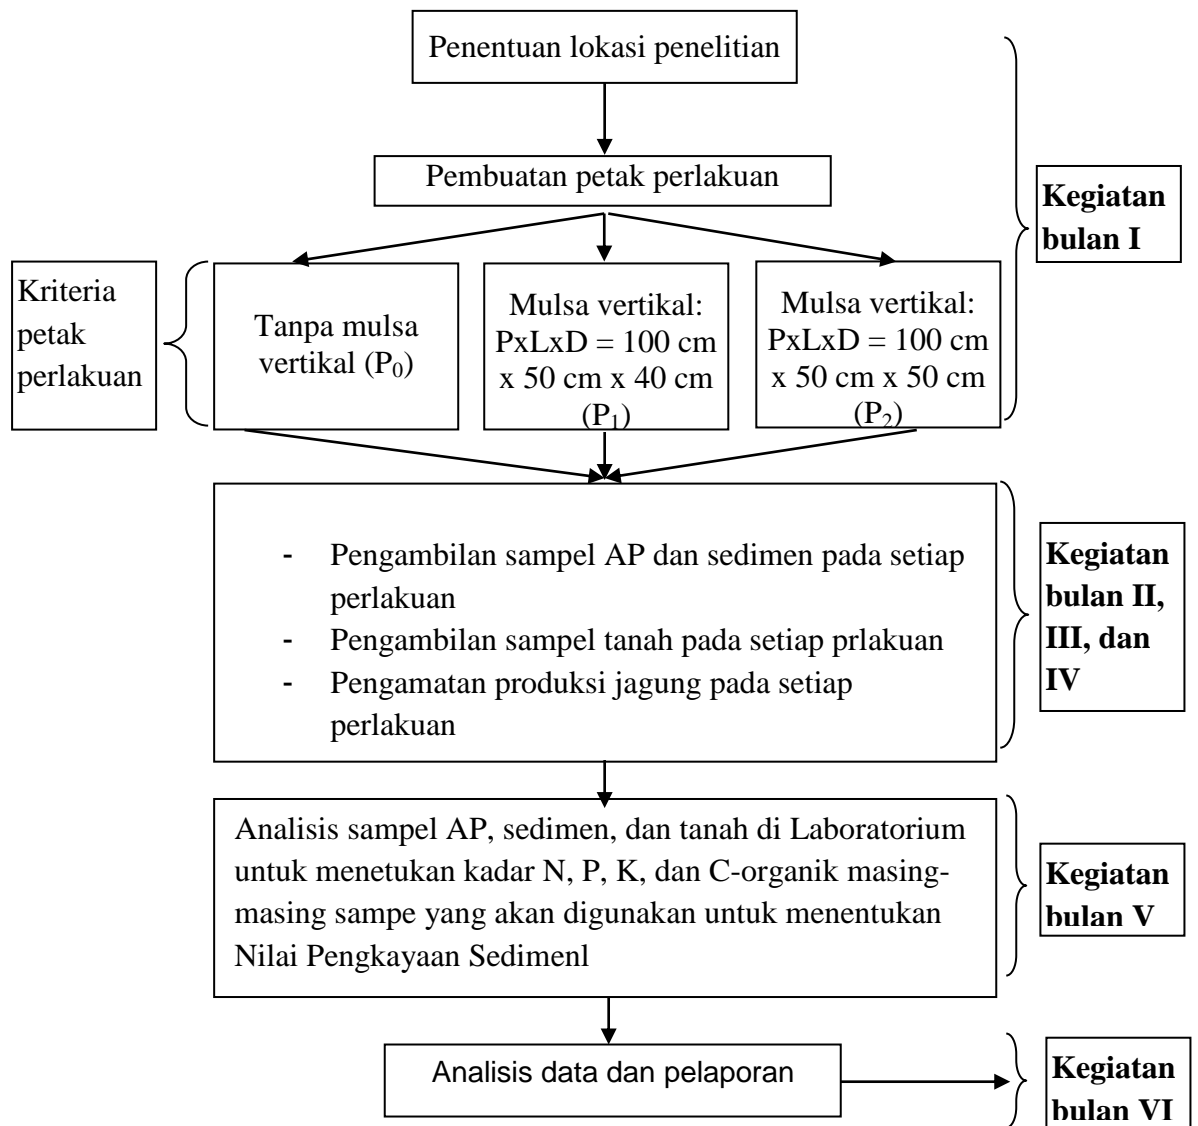 Penentuan lokasi penelitian
Pembuatan petak perlakuan
Kegiatan
bulan I
Kriteria
petak
perlakuan
Tanpa mulsa
vertikal (P₀)
Mulsa vertikal:
PxLxD = 100 cm
x 50 cm x 40 cm
(P₁)
Mulsa vertikal:
PxLxD = 100 cm
x 50 cm x 50 cm
(P₂)
- Pengambilan sampel AP dan sedimen pada setiap
perlakuan
- Pengambilan sampel tanah pada setiap prlakuan
- Pengamatan produksi jagung pada setiap
perlakuan
Kegiatan
bulan II,
III, dan
IV
Analisis sampel AP, sedimen, dan tanah di Laboratorium
untuk menetukan kadar N, P, K, dan C-organik masing-
masing sampe yang akan digunakan untuk menentukan
Nilai Pengkayaan Sedimenl
Kegiatan
bulan V
Analisis data dan pelaporan
Kegiatan
bulan VI